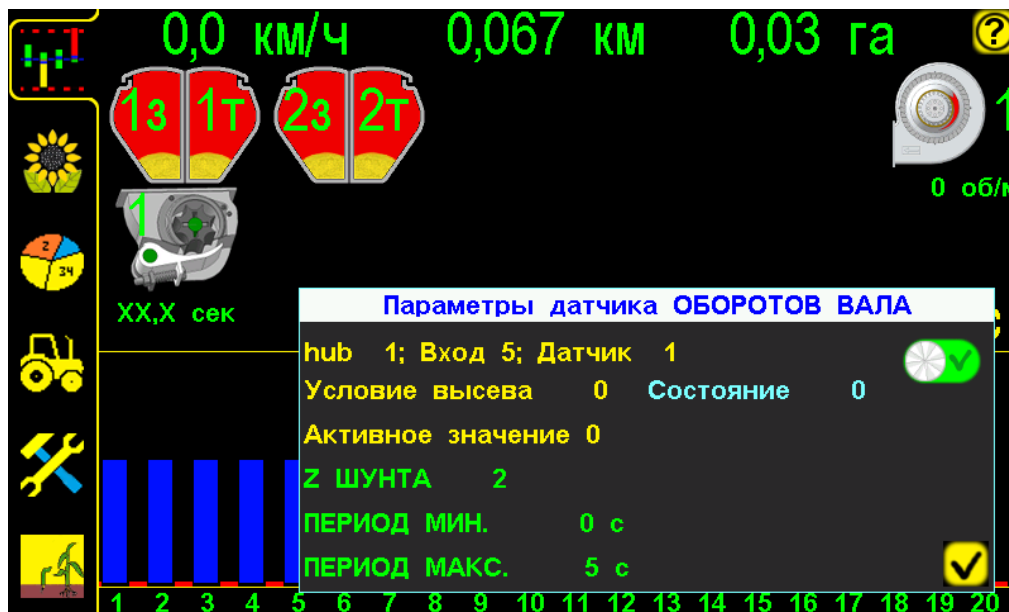 0,0 км/ч 0,067 км 0,03 га ?
1з 1т 2з 2т 1
0 об/м
1
2
34
XX,X сек
Параметры датчика ОБОРОТОВ ВАЛА
hub 1; Вход 5; Датчик 1
Условие высева 0 Состояние 0
Активное значение 0
Z ШУНТА 2
ПЕРИОД МИН. 0 с
ПЕРИОД МАКС. 5 с
1 2 3 4 5 6 7 8 9 10 11 12 13 14 15 16 17 18 19 20